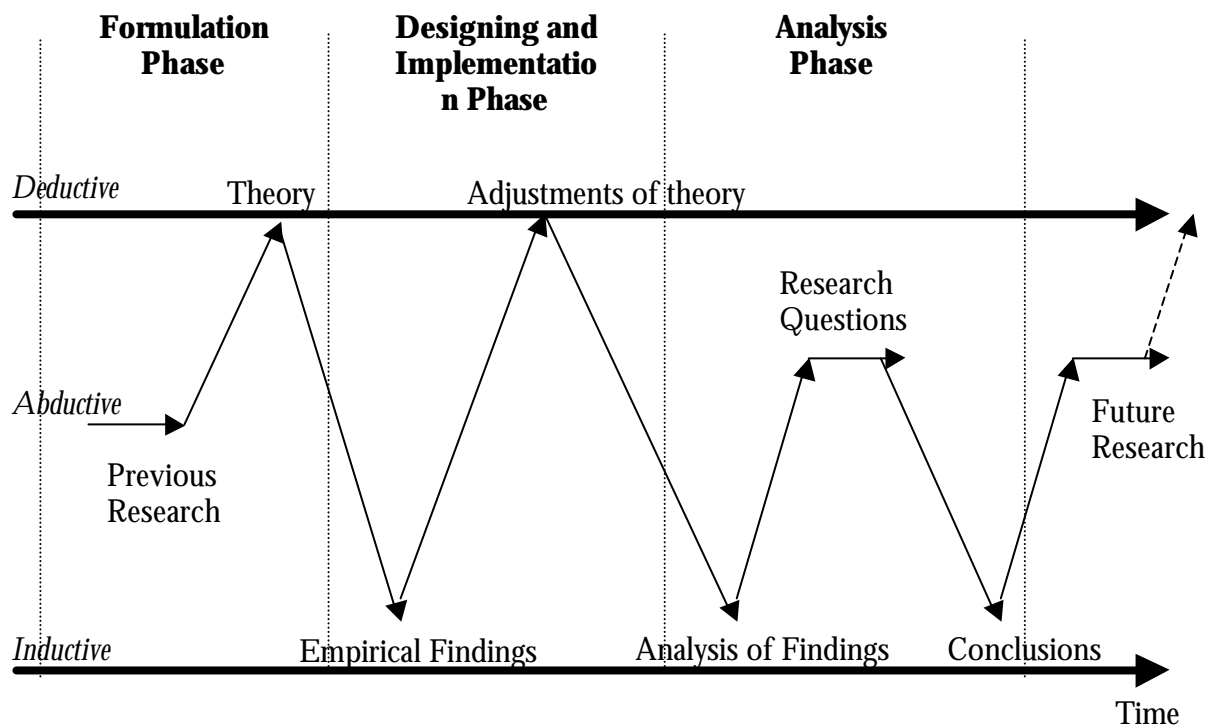 Formulation
Phase
Designing and
Implementatio
n Phase
Analysis
Phase
Deductive
Theory
Adjustments of theory
Research
Questions
Abductive
Previous
Research
Future
Research
Inductive
Empirical Findings
Analysis of Findings
Conclusions
Time